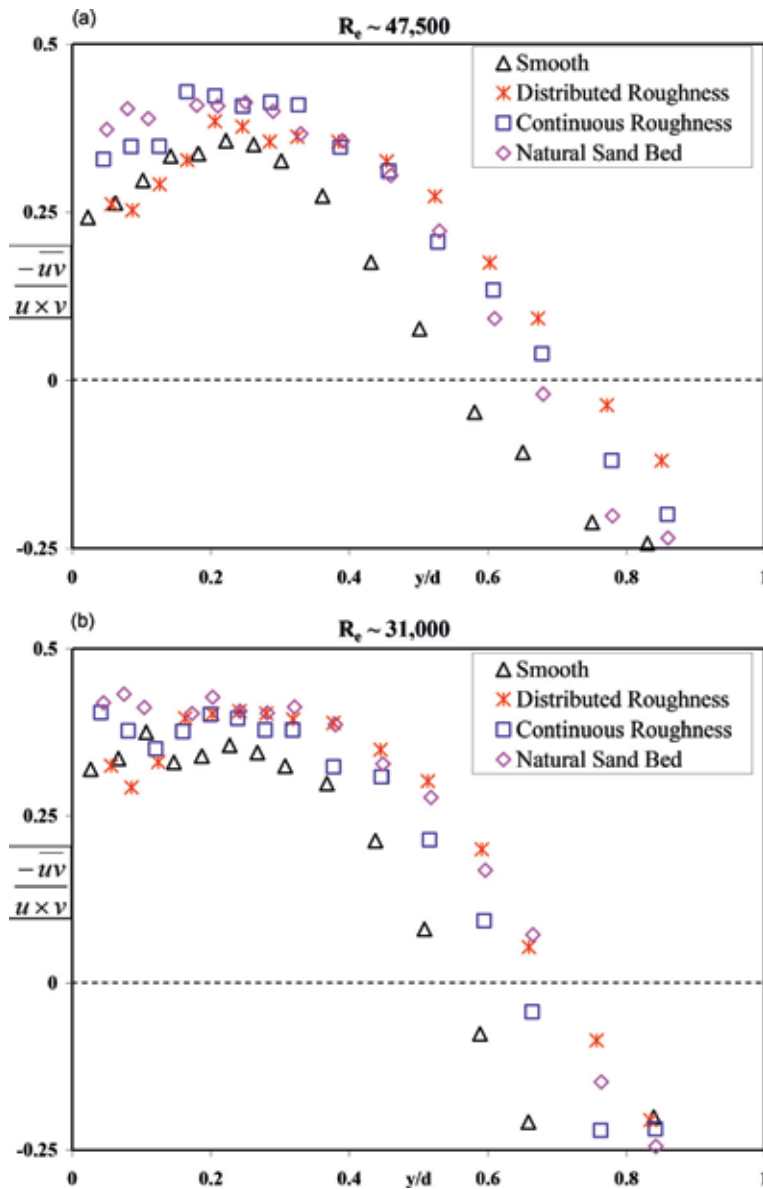 (a)
Rₑ ~ 47,500
0.5
Smooth
Distributed Roughness
Continuous Roughness
Natural Sand Bed
0.25
−uv
u × v
0
-0.25
0 0.2 0.4 y/d 0.6 0.8 1
(b)
Rₑ ~ 31,000
0.5
Smooth
Distributed Roughness
Continuous Roughness
Natural Sand Bed
0.25
−uv
u × v
0
-0.25
0 0.2 0.4 y/d 0.6 0.8 1